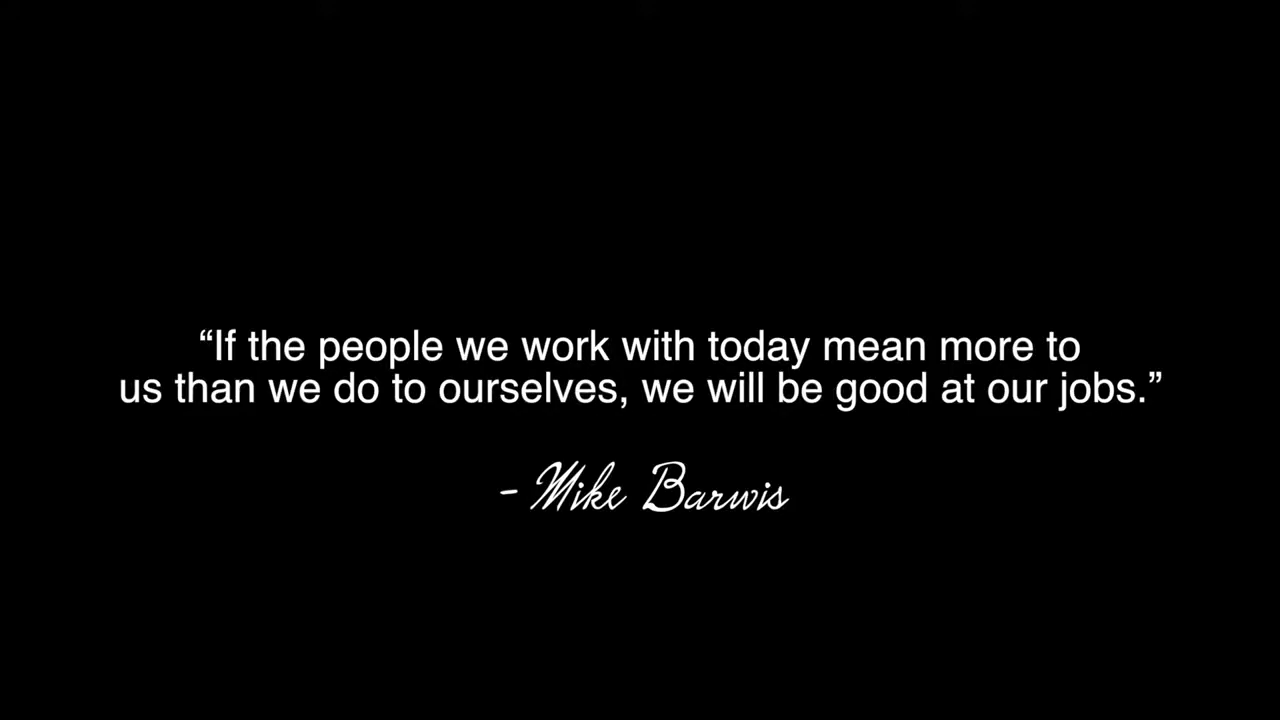 “If the people we work with today mean more to
us than we do to ourselves, we will be good at our jobs.”
- Mike Barwis